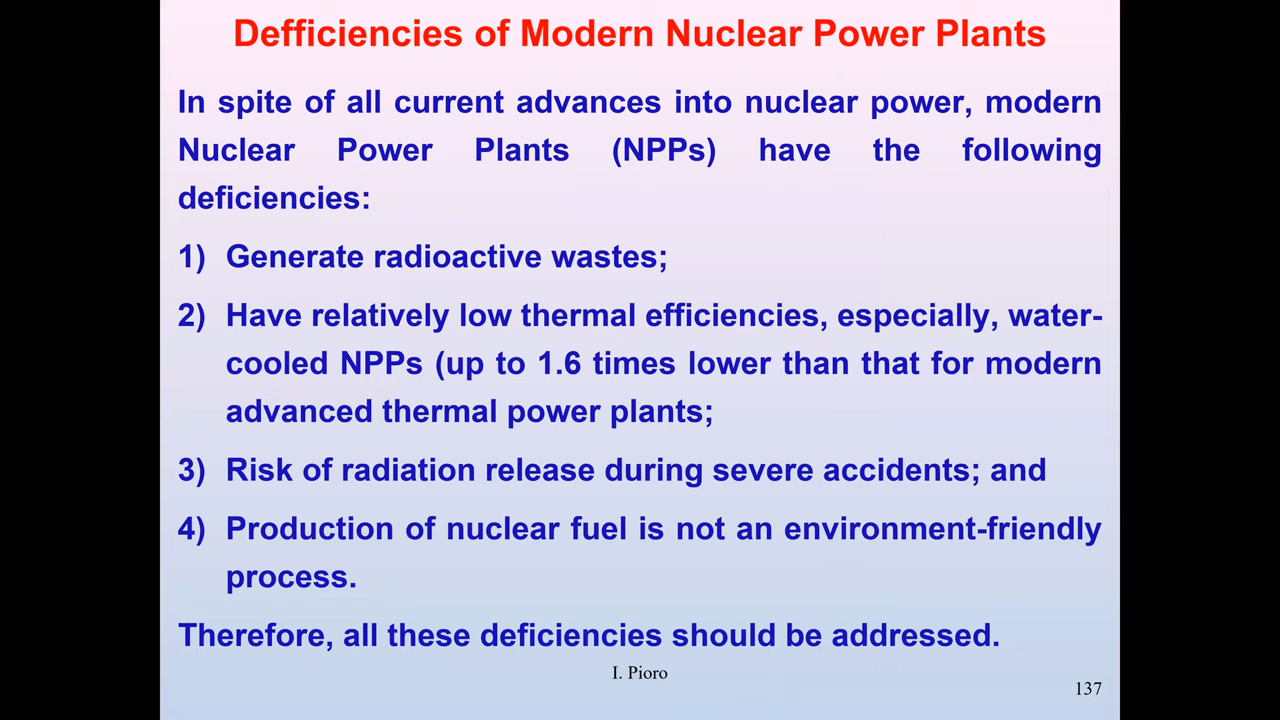 Defficiencies of Modern Nuclear Power Plants
In spite of all current advances into nuclear power, modern
Nuclear Power Plants (NPPs) have the following
deficiencies:
1) Generate radioactive wastes;
2) Have relatively low thermal efficiencies, especially, water-
cooled NPPs (up to 1.6 times lower than that for modern
advanced thermal power plants;
3) Risk of radiation release during severe accidents; and
4) Production of nuclear fuel is not an environment-friendly
process.
Therefore, all these deficiencies should be addressed.
I. Pioro
137